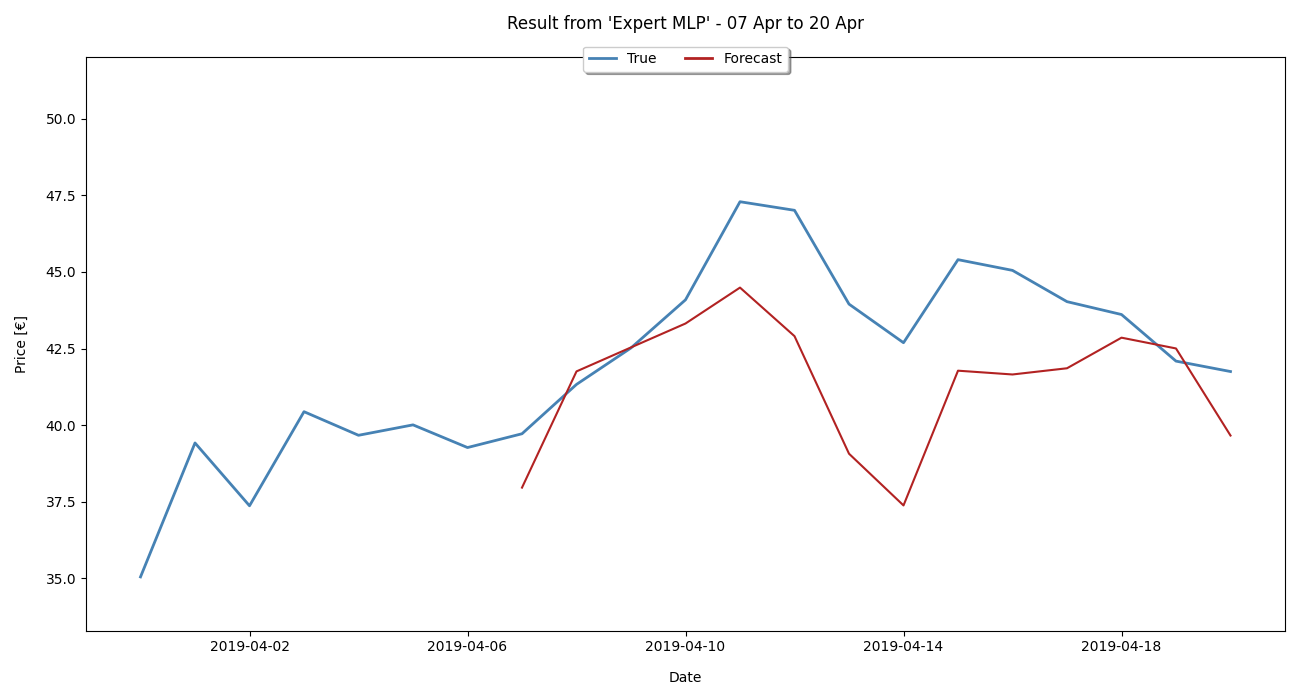 Result from 'Expert MLP' - 07 Apr to 20 Apr
True Forecast
50.0
47.5
45.0
42.5
40.0
37.5
35.0
Price [€]
2019-04-02 2019-04-06 2019-04-10 2019-04-14 2019-04-18
Date